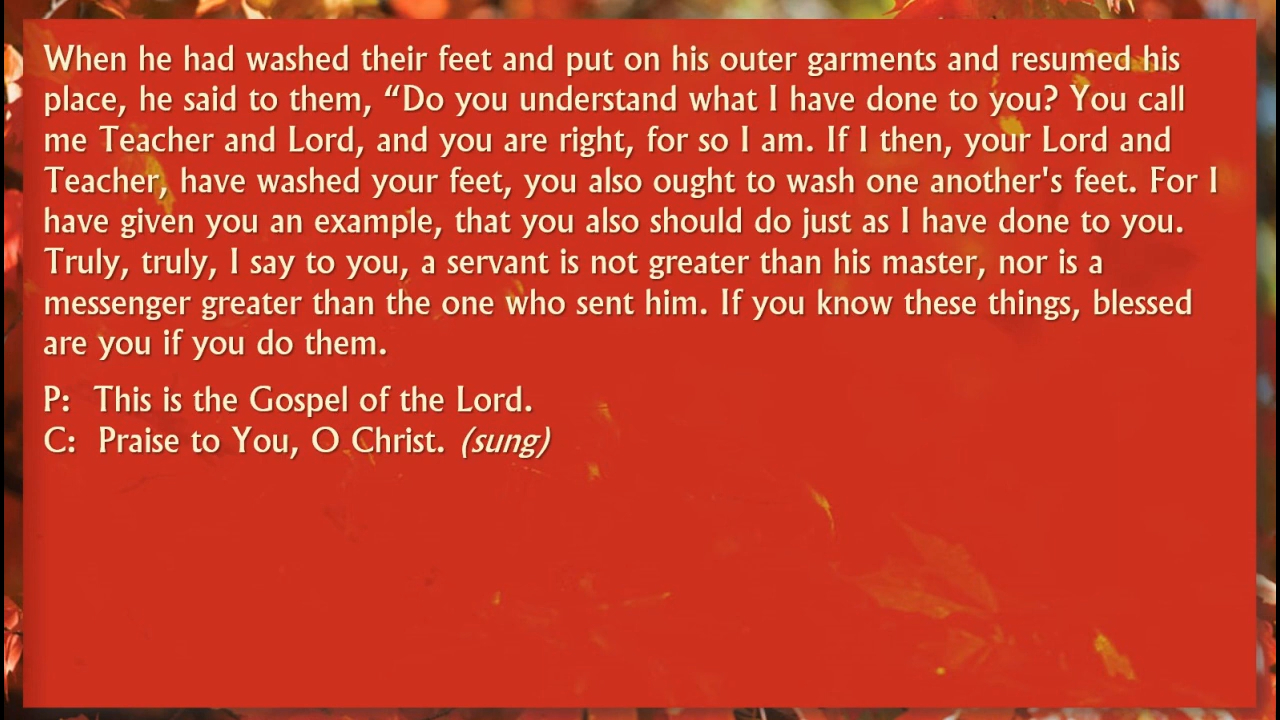 When he had washed their feet and put on his outer garments and resumed his
place, he said to them, “Do you understand what I have done to you? You call
me Teacher and Lord, and you are right, for so I am. If I then, your Lord and
Teacher, have washed your feet, you also ought to wash one another's feet. For I
have given you an example, that you also should do just as I have done to you.
Truly, truly, I say to you, a servant is not greater than his master, nor is a
messenger greater than the one who sent him. If you know these things, blessed
are you if you do them.
P: This is the Gospel of the Lord.
C: Praise to You, O Christ. (sung)